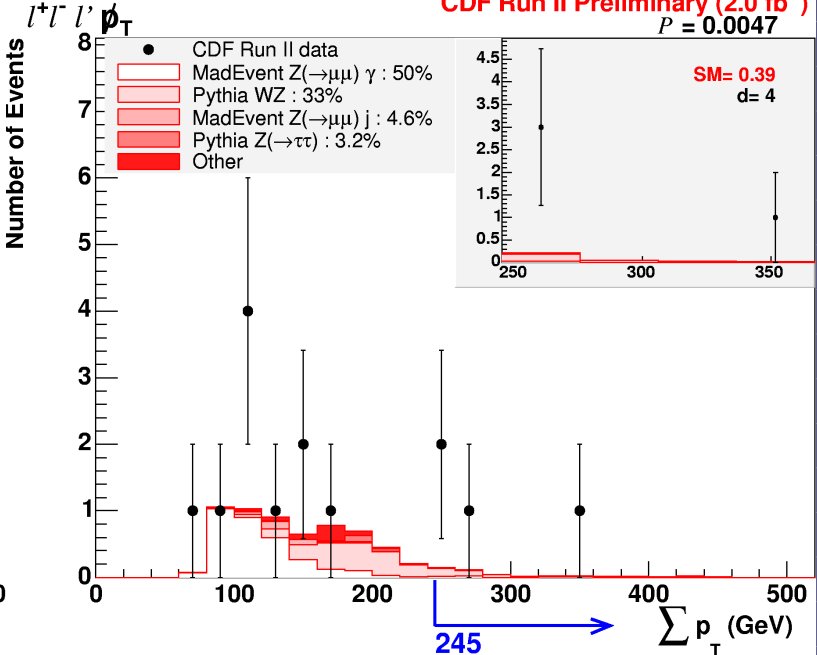 CDF Run II Preliminary (2.0 fb⁻¹)
l⁺l⁻ l' p̸_T
P = 0.0047
Number of Events
8
7
6
5
4
3
2
1
0
CDF Run II data
MadEvent Z(→μμ) γ : 50%
Pythia WZ : 33%
MadEvent Z(→μμ) j : 4.6%
Pythia Z(→ττ) : 3.2%
Other
4.5
4
3.5
3
2.5
2
1.5
1
0.5
0
SM= 0.39
d= 4
250 300 350
0 100 200 300 400 500
245
∑ p_T (GeV)